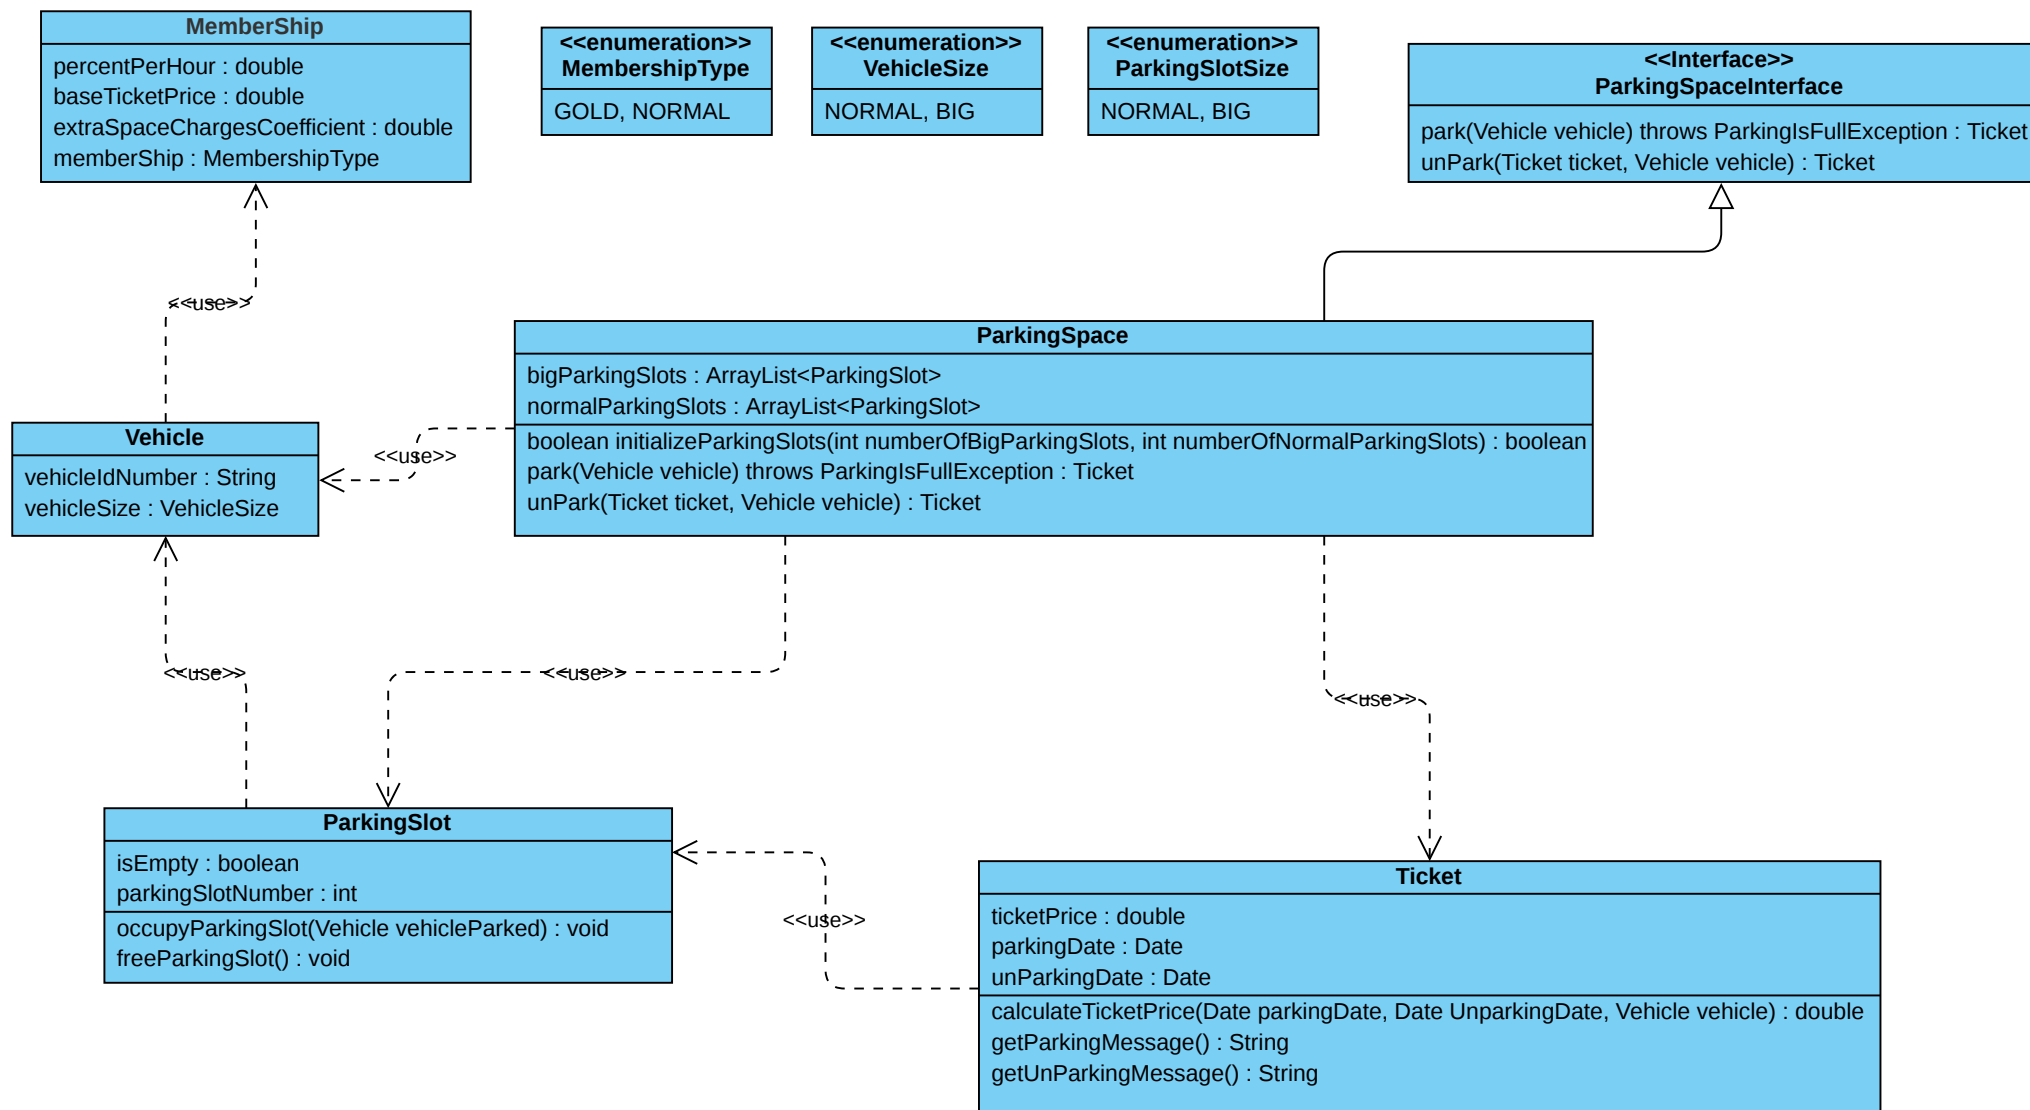 MemberShip
percentPerHour : double
baseTicketPrice : double
extraSpaceChargesCoefficient : double
memberShip : MembershipType
<<enumeration>>
MembershipType
GOLD, NORMAL
<<enumeration>>
VehicleSize
NORMAL, BIG
<<enumeration>>
ParkingSlotSize
NORMAL, BIG
<<Interface>>
ParkingSpaceInterface
park(Vehicle vehicle) throws ParkingIsFullException : Ticket
unPark(Ticket ticket, Vehicle vehicle) : Ticket
<<use>>
ParkingSpace
bigParkingSlots : ArrayList<ParkingSlot>
normalParkingSlots : ArrayList<ParkingSlot>
boolean initializeParkingSlots(int numberOfBigParkingSlots, int numberOfNormalParkingSlots) : boolean
park(Vehicle vehicle) throws ParkingIsFullException : Ticket
unPark(Ticket ticket, Vehicle vehicle) : Ticket
<<use>>
Vehicle
vehicleIdNumber : String
vehicleSize : VehicleSize
<<use>>
<<use>>
<<use>>
ParkingSlot
isEmpty : boolean
parkingSlotNumber : int
occupyParkingSlot(Vehicle vehicleParked) : void
freeParkingSlot() : void
<<use>>
Ticket
ticketPrice : double
parkingDate : Date
unParkingDate : Date
calculateTicketPrice(Date parkingDate, Date UnparkingDate, Vehicle vehicle) : double
getParkingMessage() : String
getUnParkingMessage() : String